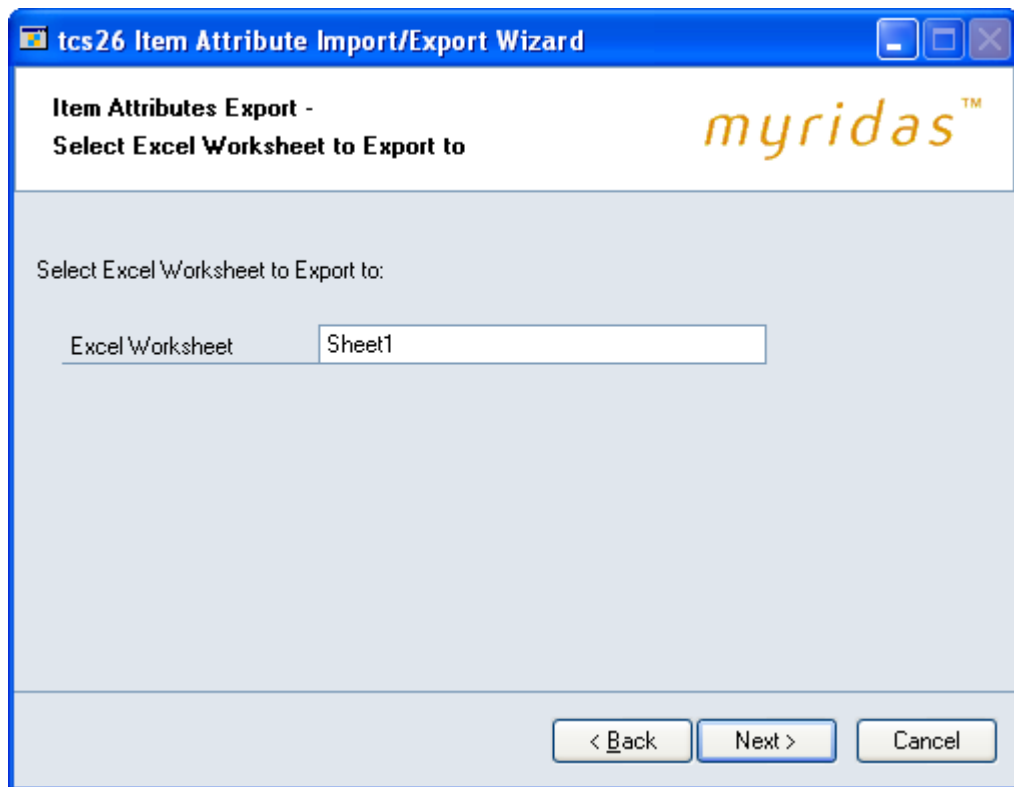 tcs26 Item Attribute Import/Export Wizard
Item Attributes Export -
Select Excel Worksheet to Export to
myridas™
Select Excel Worksheet to Export to:
Excel Worksheet Sheet1
< Back Next > Cancel